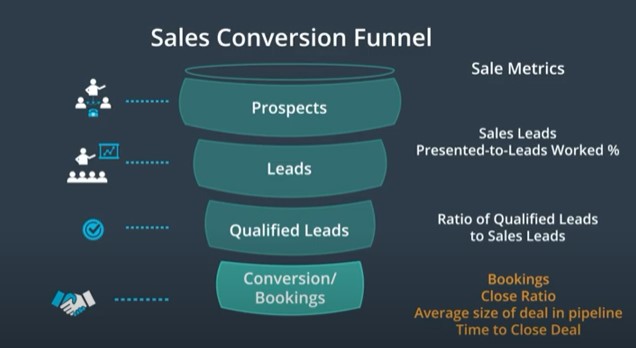 Sales Conversion Funnel
Sale Metrics
Prospects
Sales Leads
Presented-to-Leads Worked %
Leads
Qualified Leads
Ratio of Qualified Leads
to Sales Leads
Conversion/
Bookings
Bookings
Close Ratio
Average size of deal in pipeline
Time to Close Deal